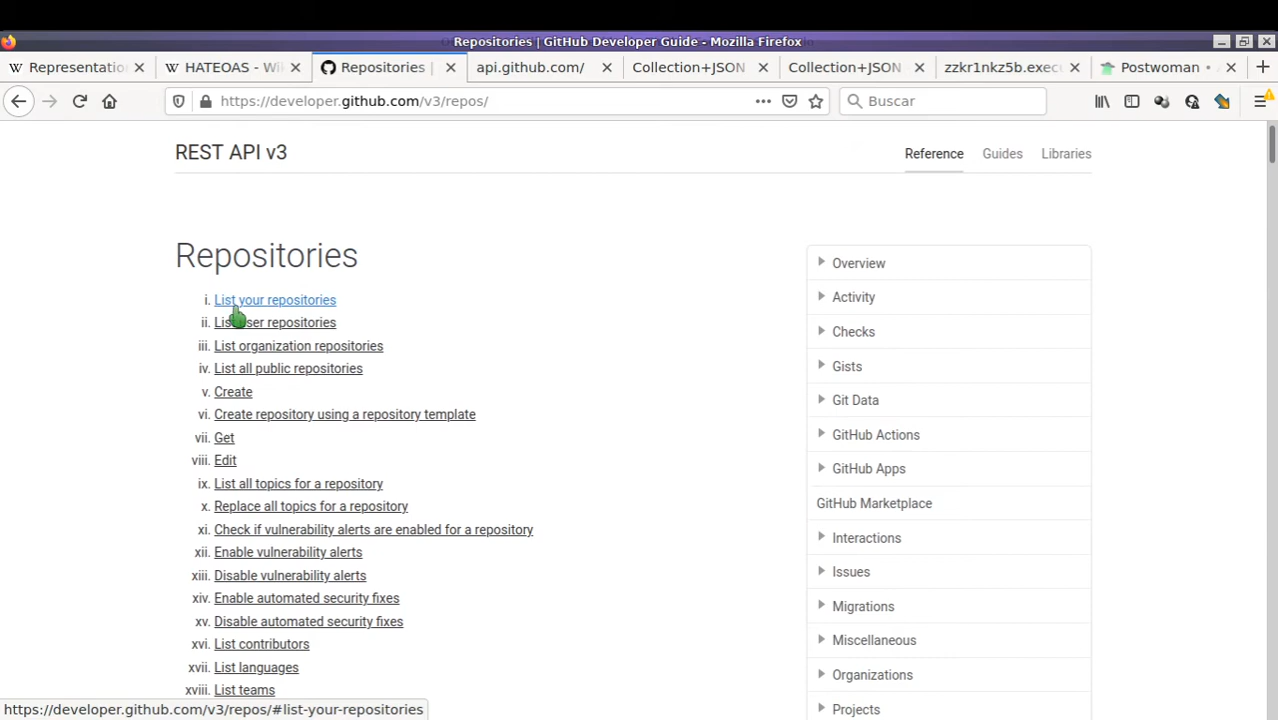 Repositories | GitHub Developer Guide - Mozilla Firefox
Representatio
HATEOAS - Wi
Repositories |
api.github.com/
Collection+JSON
Collection+JSON
zzkr1nkz5b.exec
Postwoman •
https://developer.github.com/v3/repos/
Buscar
REST API v3
Reference
Guides
Libraries
Repositories
i. List your repositories
ii. List user repositories
iii. List organization repositories
iv. List all public repositories
v. Create
vi. Create repository using a repository template
vii. Get
viii. Edit
ix. List all topics for a repository
x. Replace all topics for a repository
xi. Check if vulnerability alerts are enabled for a repository
xii. Enable vulnerability alerts
xiii. Disable vulnerability alerts
xiv. Enable automated security fixes
xv. Disable automated security fixes
xvi. List contributors
xvii. List languages
xviii. List teams
Overview
Activity
Checks
Gists
Git Data
GitHub Actions
GitHub Apps
GitHub Marketplace
Interactions
Issues
Migrations
Miscellaneous
Organizations
Projects
https://developer.github.com/v3/repos/#list-your-repositories